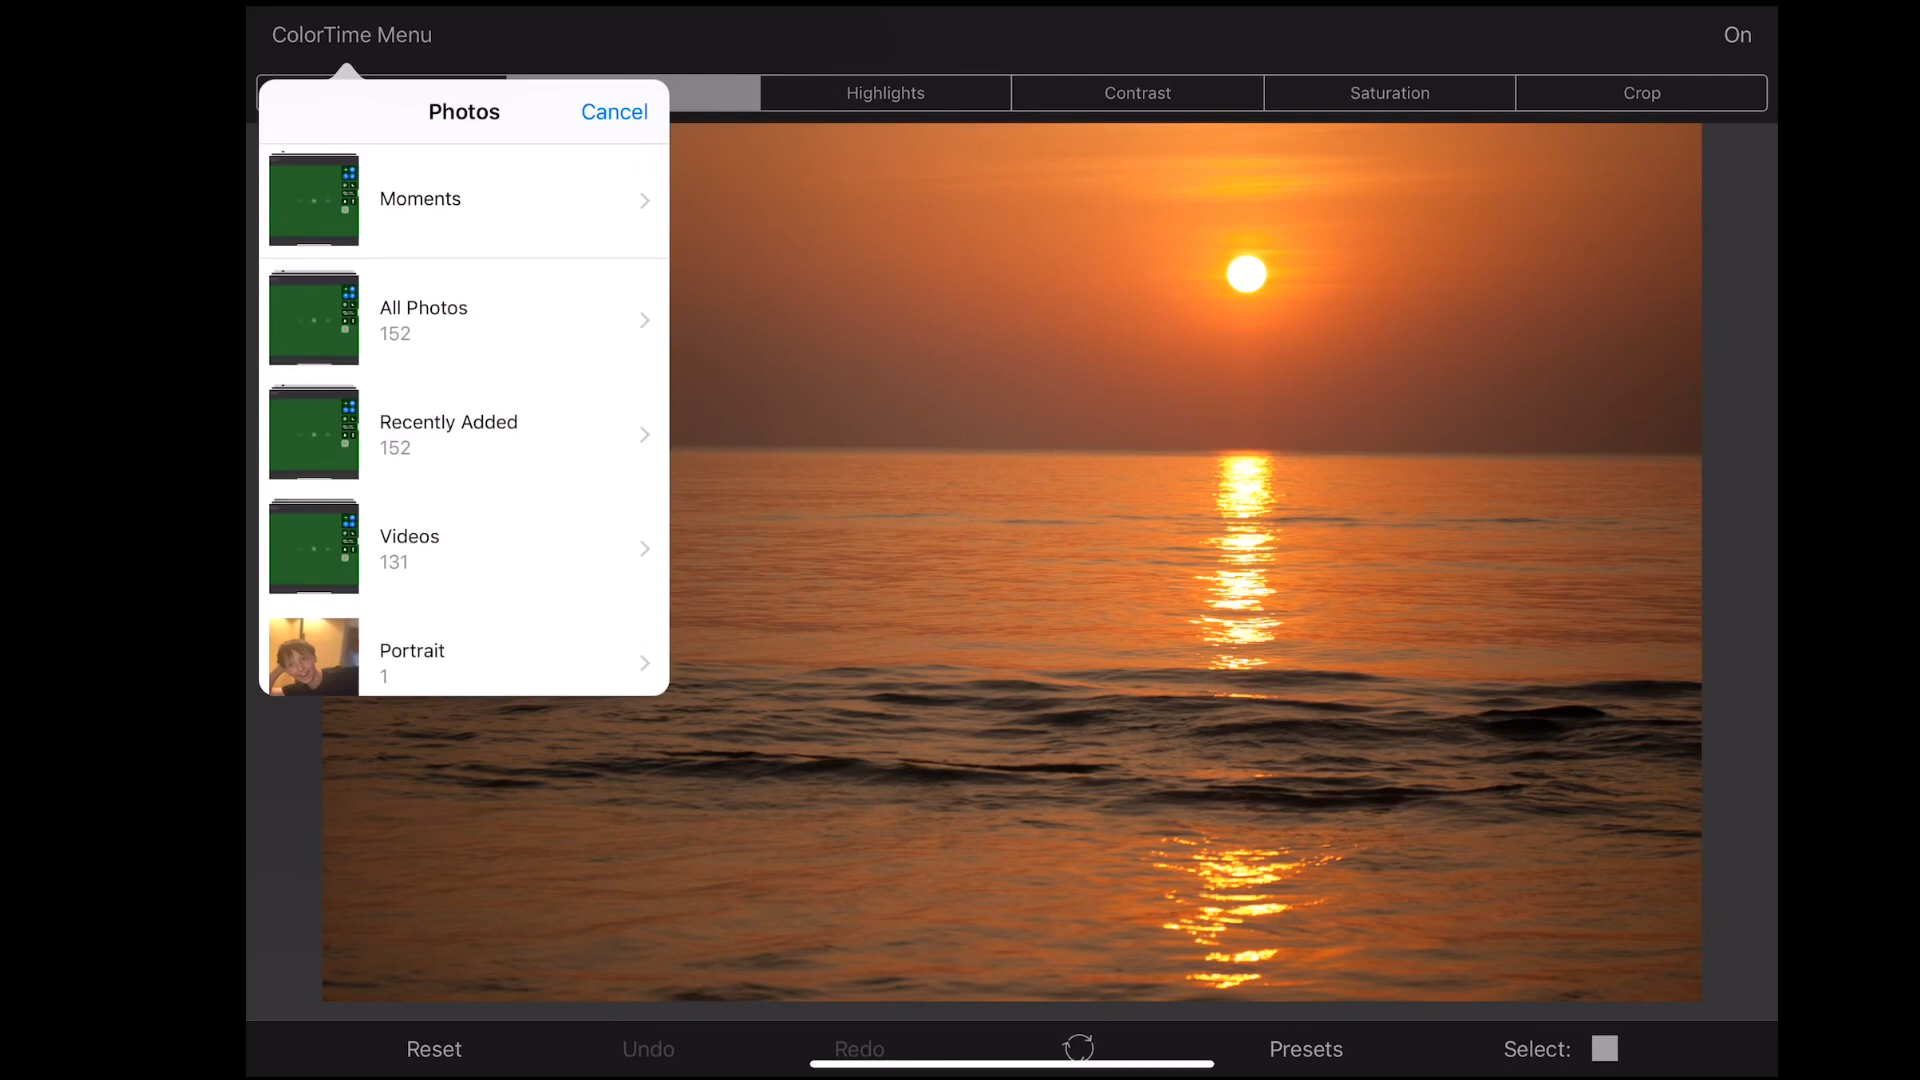 ColorTime Menu
On
Photos
Cancel
Highlights
Contrast
Saturation
Crop
Moments
All Photos
152
Recently Added
152
Videos
131
Portrait
1
Reset
Undo
Redo
Presets
Select: